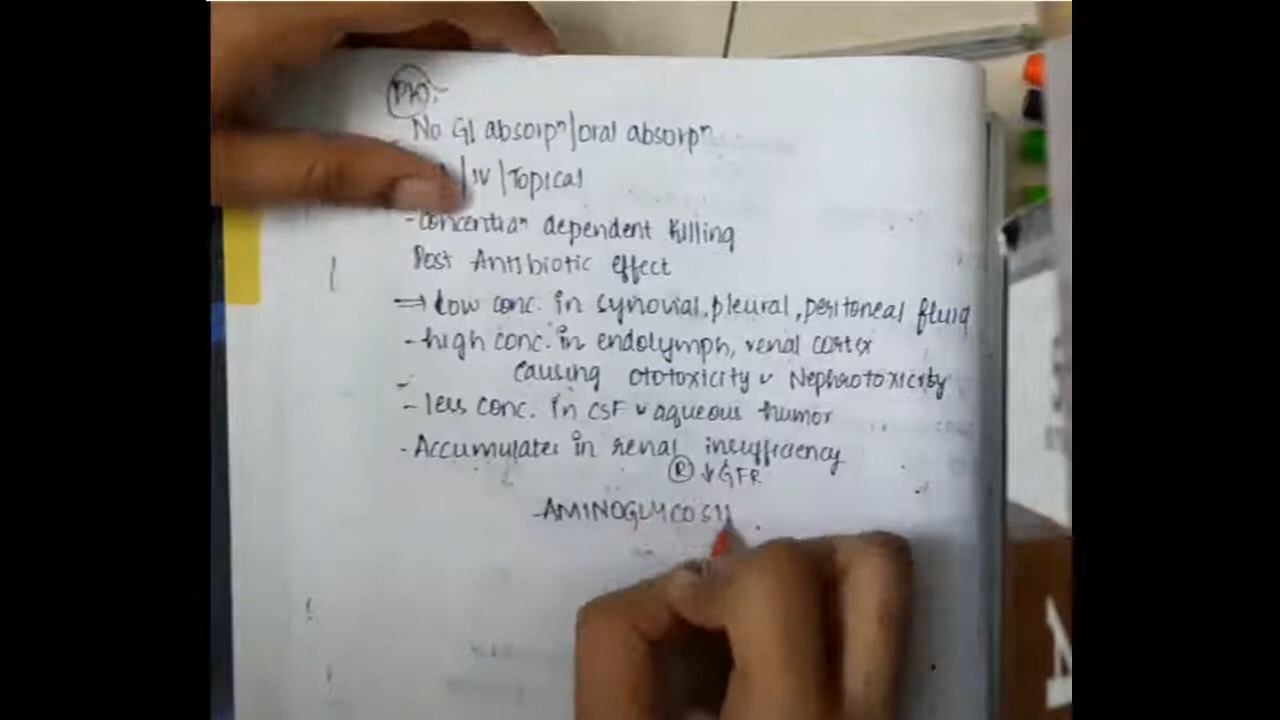 No GI absorpⁿ/oral absorpⁿ
/IV/Topical
-concentraⁿ dependent killing
Post Antibiotic effect
⇒ Low conc. in synovial, pleural, peritoneal fluid
-high conc. in endolymph, renal cortex
causing ototoxicity & Nephrotoxicity
- less conc. in CSF & aqueous humor
-Accumulates in renal insufficiency
Ⓡ ↓GFR
-AMINOGLYCOSI